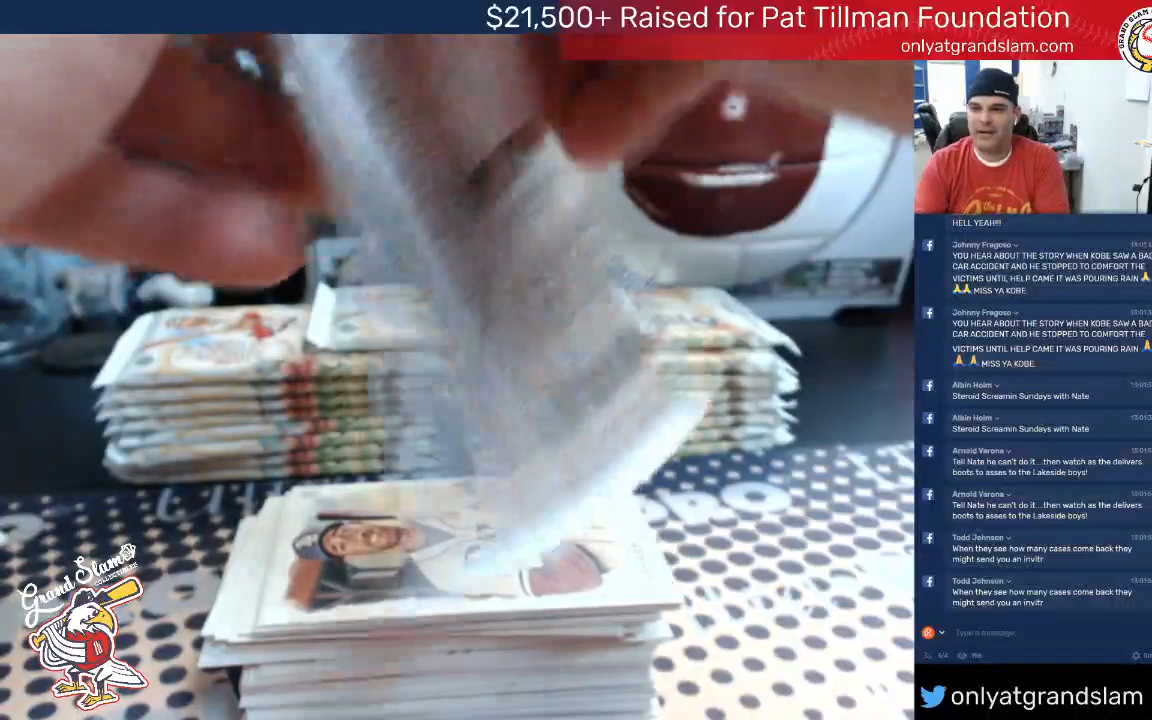 $21,500+ Raised for Pat Tillman Foundation
onlyatgrandslam.com
HELL YEAH!!!
Johnny Fregoso
YOU HEAR ABOUT THE STORY WHEN KOBE SAW A BAD
CAR ACCIDENT AND HE STOPPED TO COMFORT THE
VICTIMS UNTIL HELP CAME IT WAS POURING RAIN
MISS YA KOBE.
Johnny Fregoso
YOU HEAR ABOUT THE STORY WHEN KOBE SAW A BAD
CAR ACCIDENT AND HE STOPPED TO COMFORT THE
VICTIMS UNTIL HELP CAME IT WAS POURING RAIN
MISS YA KOBE.
Albin Holm
Steroid Screamin Sundays with Nate
Albin Holm
Steroid Screamin Sundays with Nate
Arnold Varona
Tell Nate he can't do it...then watch as the delivers
boots to asses to the Lakeside boys!
Arnold Varona
Tell Nate he can't do it...then watch as the delivers
boots to asses to the Lakeside boys!
Todd Johnson
When they see how many cases come back they
might send you an invitr
Todd Johnson
When they see how many cases come back they
might send you an invitr
Type a message
3/4 196
onlyatgrandslam
Grand Slam
COLLECTIBLES